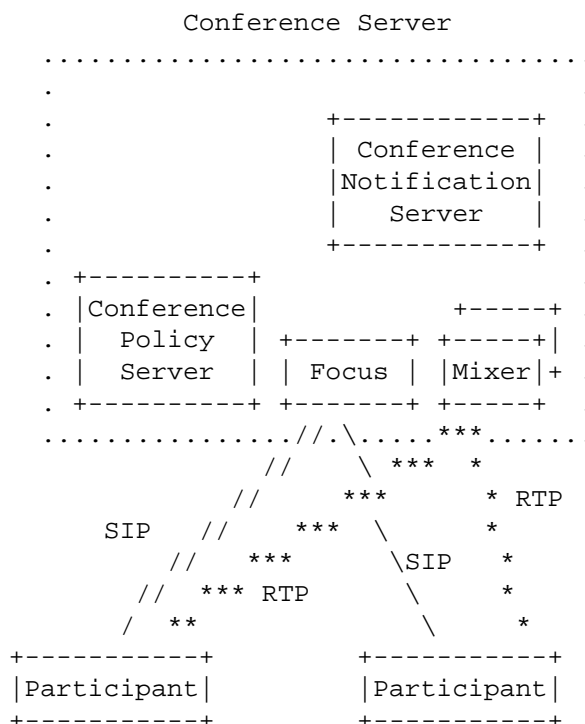 Conference Server
Conference
Notification
Server
Conference
Policy
Server
Focus
Mixer
RTP
SIP
SIP
RTP
Participant
Participant